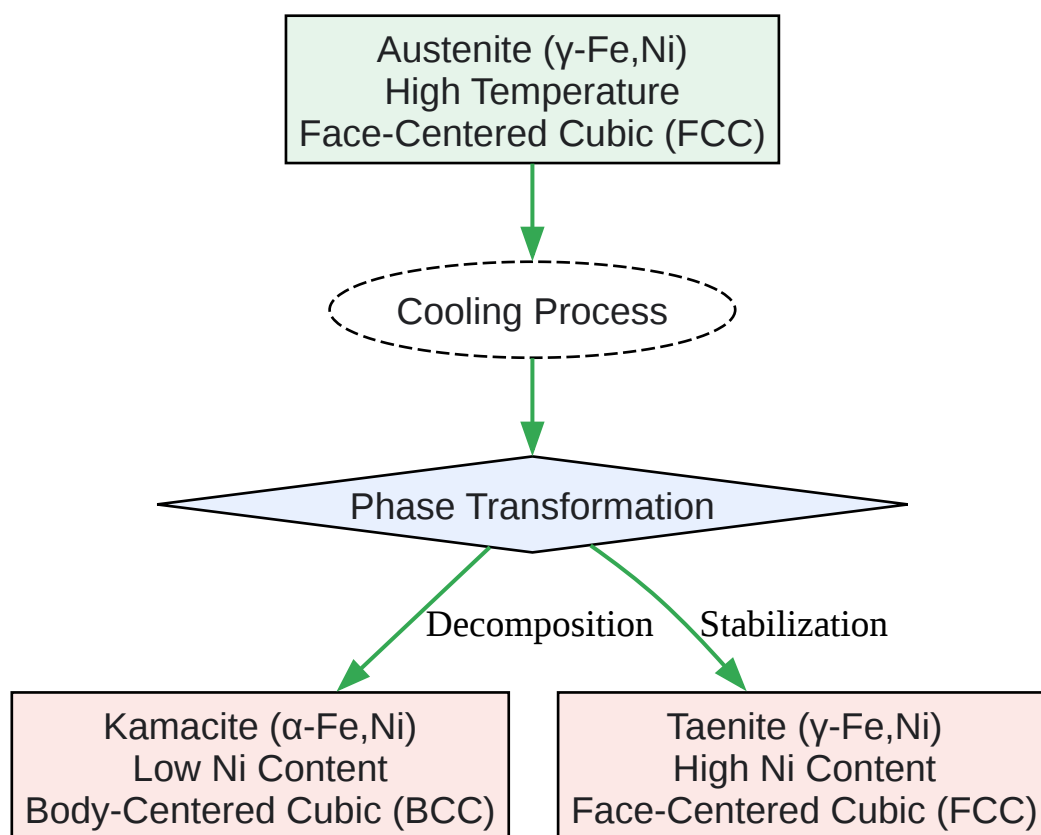 Austenite (γ-Fe,Ni)
High Temperature
Face-Centered Cubic (FCC)
Cooling Process
Phase Transformation
Decomposition
Stabilization
Kamacite (α-Fe,Ni)
Low Ni Content
Body-Centered Cubic (BCC)
Taenite (γ-Fe,Ni)
High Ni Content
Face-Centered Cubic (FCC)